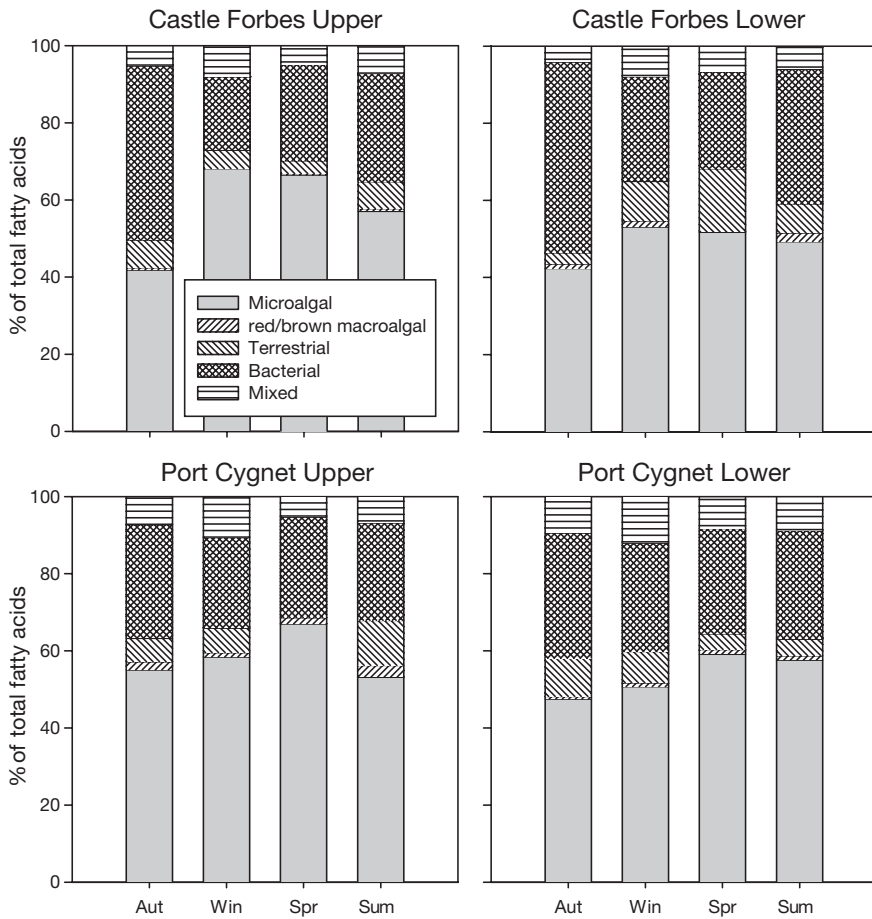 Castle Forbes Upper
Castle Forbes Lower
100
80
60
40
20
0
% of total fatty acids
Microalgal
red/brown macroalgal
Terrestrial
Bacterial
Mixed
Port Cygnet Upper
Port Cygnet Lower
100
80
60
40
20
0
% of total fatty acids
Aut Win Spr Sum
Aut Win Spr Sum